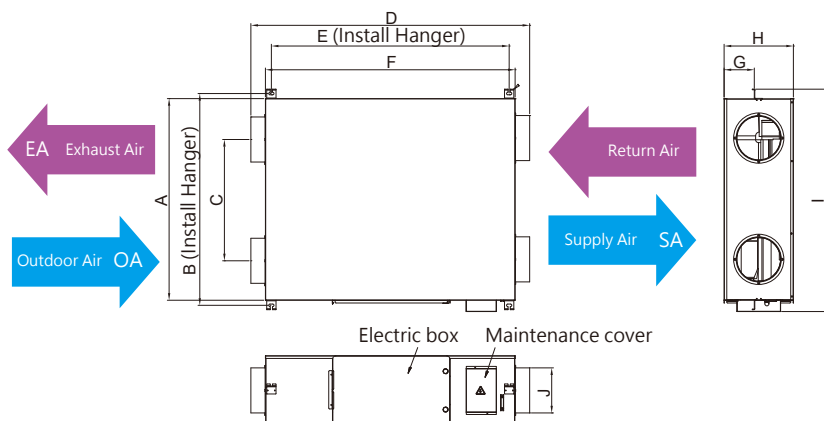 D
E (Install Hanger)
F
H
G
EA Exhaust Air
Return Air
A
B (Install Hanger)
C
I
Outdoor Air OA
Supply Air SA
Electric box
Maintenance cover
J